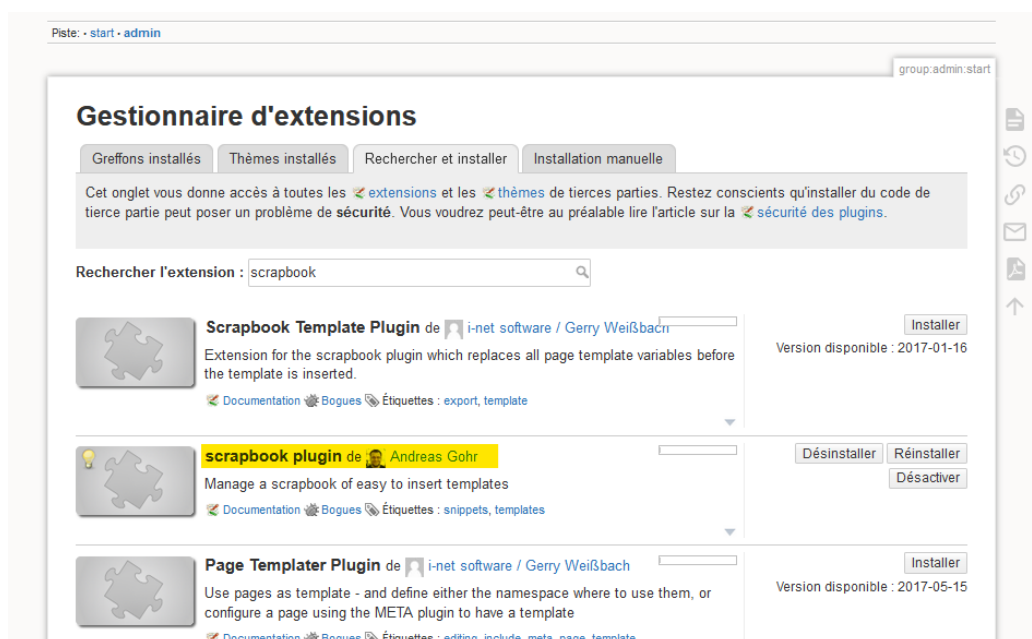 Piste: • start • admin
group:admin:start
Gestionnaire d'extensions
Greffons installés Thèmes installés Rechercher et installer Installation manuelle
Cet onglet vous donne accès à toutes les extensions et les thèmes de tierces parties. Restez conscients qu'installer du code de
tierce partie peut poser un problème de sécurité. Vous voudrez peut-être au préalable lire l'article sur la sécurité des plugins.
Rechercher l'extension : scrapbook
Scrapbook Template Plugin de i-net software / Gerry Weißbach
Installer
Version disponible : 2017-01-16
Extension for the scrapbook plugin which replaces all page template variables before
the template is inserted.
Documentation Bogues Étiquettes : export, template
scrapbook plugin de Andreas Gohr
Désinstaller Réinstaller
Désactiver
Manage a scrapbook of easy to insert templates
Documentation Bogues Étiquettes : snippets, templates
Page Templater Plugin de i-net software / Gerry Weißbach
Installer
Version disponible : 2017-05-15
Use pages as template - and define either the namespace where to use them, or
configure a page using the META plugin to have a template
Documentation Bogues Étiquettes : editing, include, meta, page, template